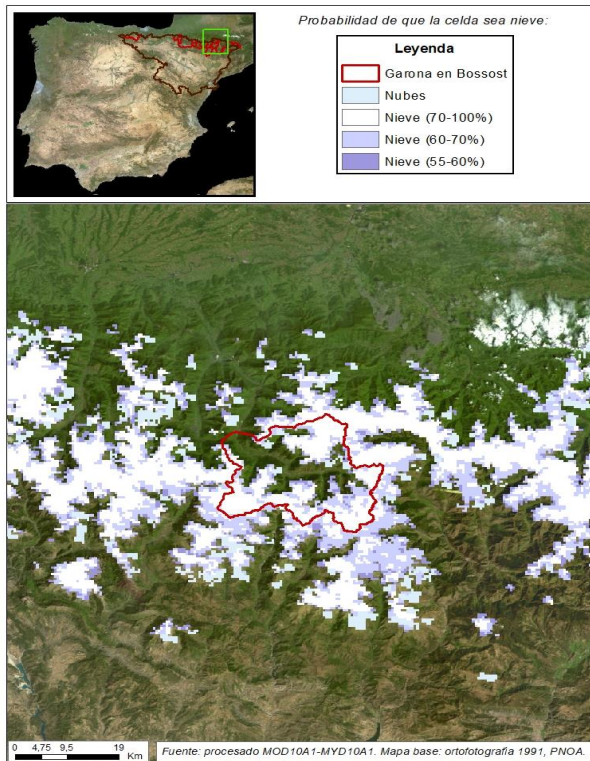 Probabilidad de que la celda sea nieve:
Leyenda
Garona en Bossost
Nubes
Nieve (70-100%)
Nieve (60-70%)
Nieve (55-60%)
0 4,75 9,5 19
Km
Fuente: procesado MOD10A1-MYD10A1. Mapa base: ortofotografía 1991, PNOA.